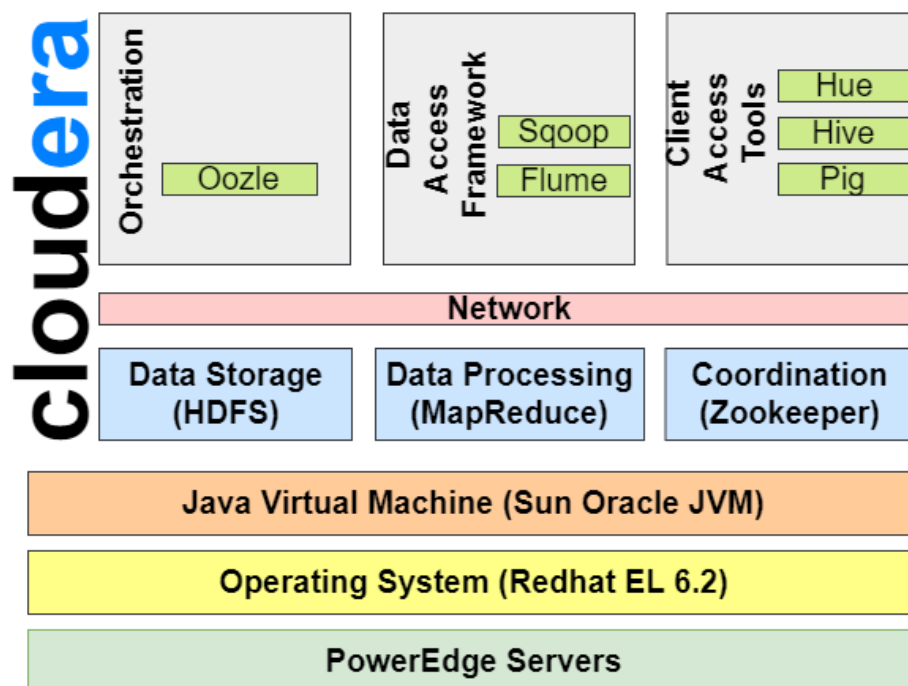 cloudera
Orchestration
Oozle
Data
Access
Framework
Sqoop
Flume
Client
Access
Tools
Hue
Hive
Pig
Network
Data Storage
(HDFS)
Data Processing
(MapReduce)
Coordination
(Zookeeper)
Java Virtual Machine (Sun Oracle JVM)
Operating System (Redhat EL 6.2)
PowerEdge Servers